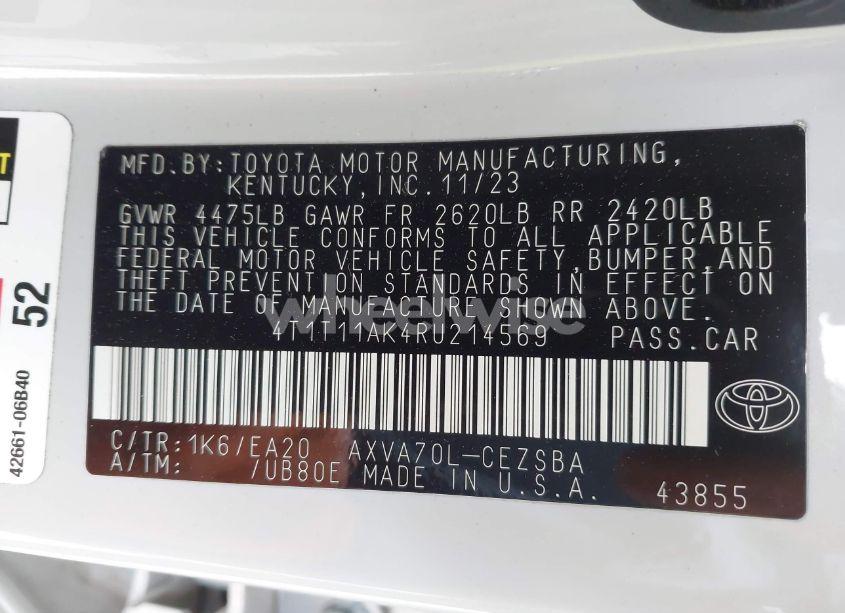 MFD.BY:TOYOTA MOTOR MANUFACTURING,
KENTUCKY,INC.11/23
GVWR 4475LB GAWR FR 2620LB RR 2420LB
THIS VEHICLE CONFORMS TO ALL APPLICABLE
FEDERAL MOTOR VEHICLE SAFETY,BUMPER,AND
THEFT PREVENTION STANDARDS IN EFFECT ON
THE DATE OF MANUFACTURE SHOWN ABOVE.
wheelwise
4T1T11AK4RU214569 PASS.CAR
C/TR:1K6/EA20 AXVA70L-CEZSBA
A/TM: /UB80E MADE IN U.S.A. 43855
52
42661-06B40